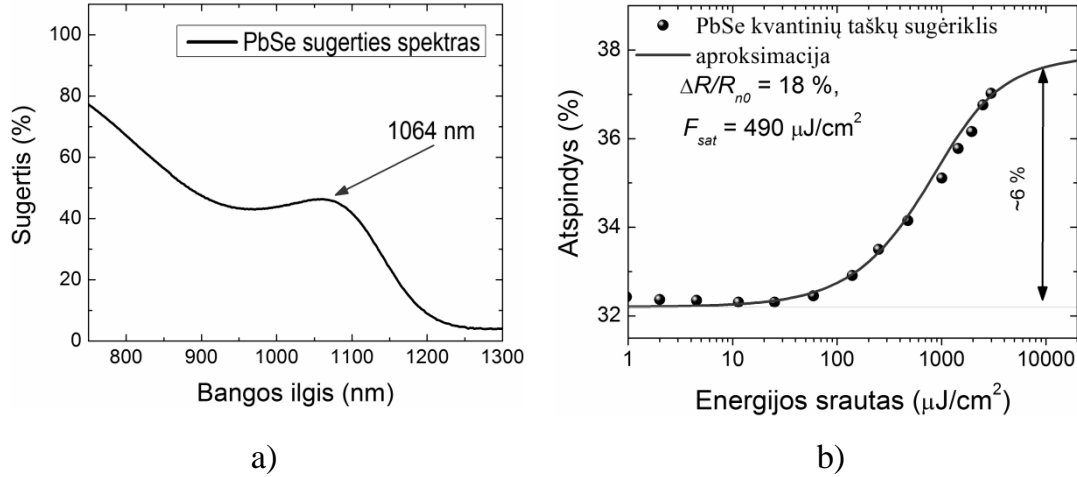 100
80
60
40
20
0
Sugertis (%)
PbSe sugerties spektras
1064 nm
800 900 1000 1100 1200 1300
Bangos ilgis (nm)
a)
38
36
34
32
Atspindys (%)
PbSe kvantinių taškų sugėriklis
aproksimacija
ΔR/Rn0 = 18 %,
Fsat = 490 μJ/cm²
~6 %
1 10 100 1000 10000
Energijos srautas (μJ/cm²)
b)